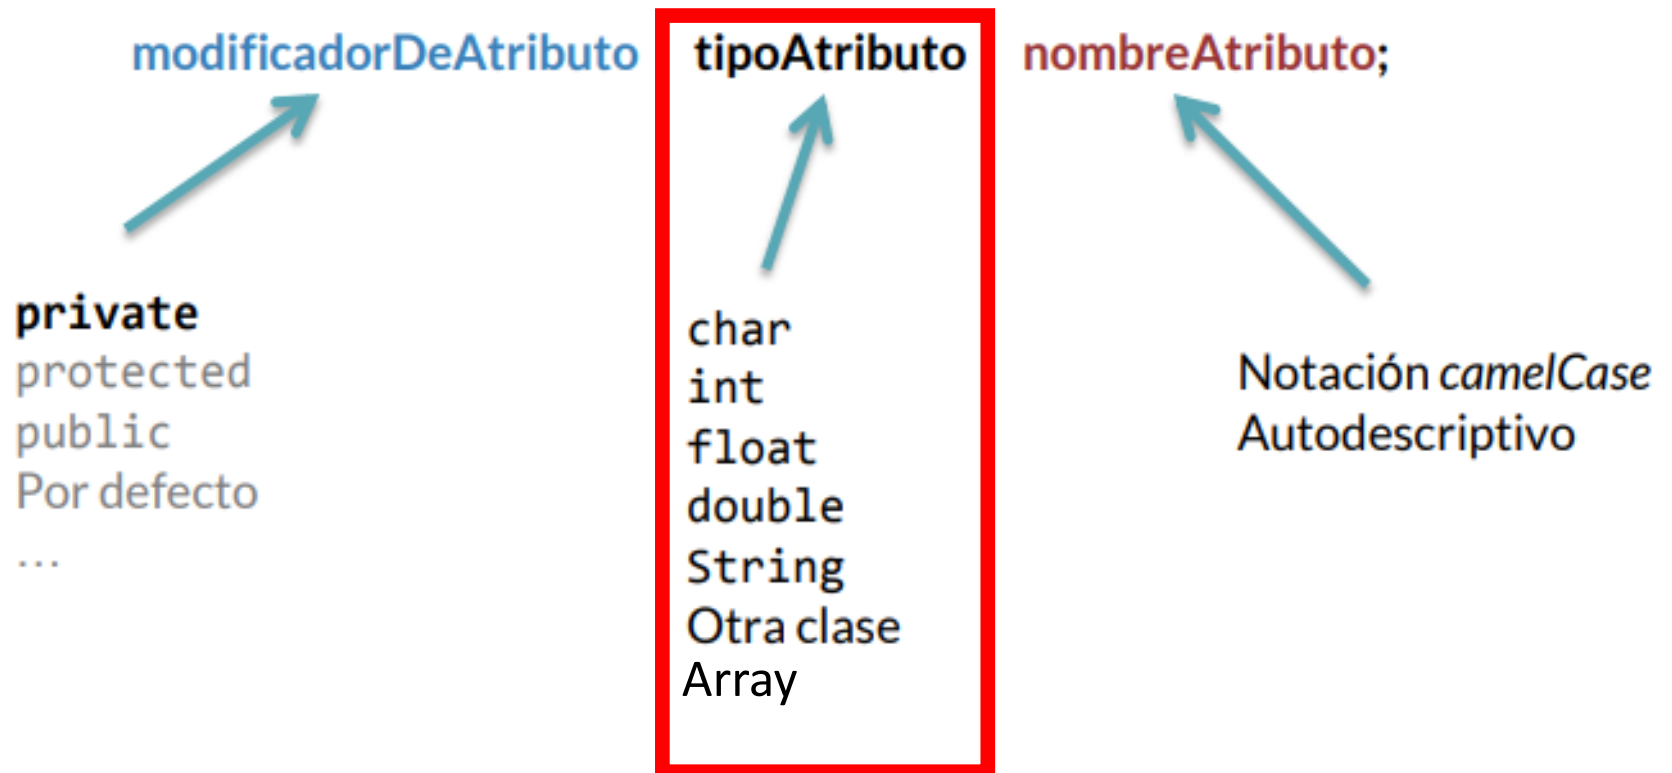 modificadorDeAtributo tipoAtributo nombreAtributo;
private
protected
public
Por defecto
...
char
int
float
double
String
Otra clase
Array
Notación camelCase
Autodescriptivo